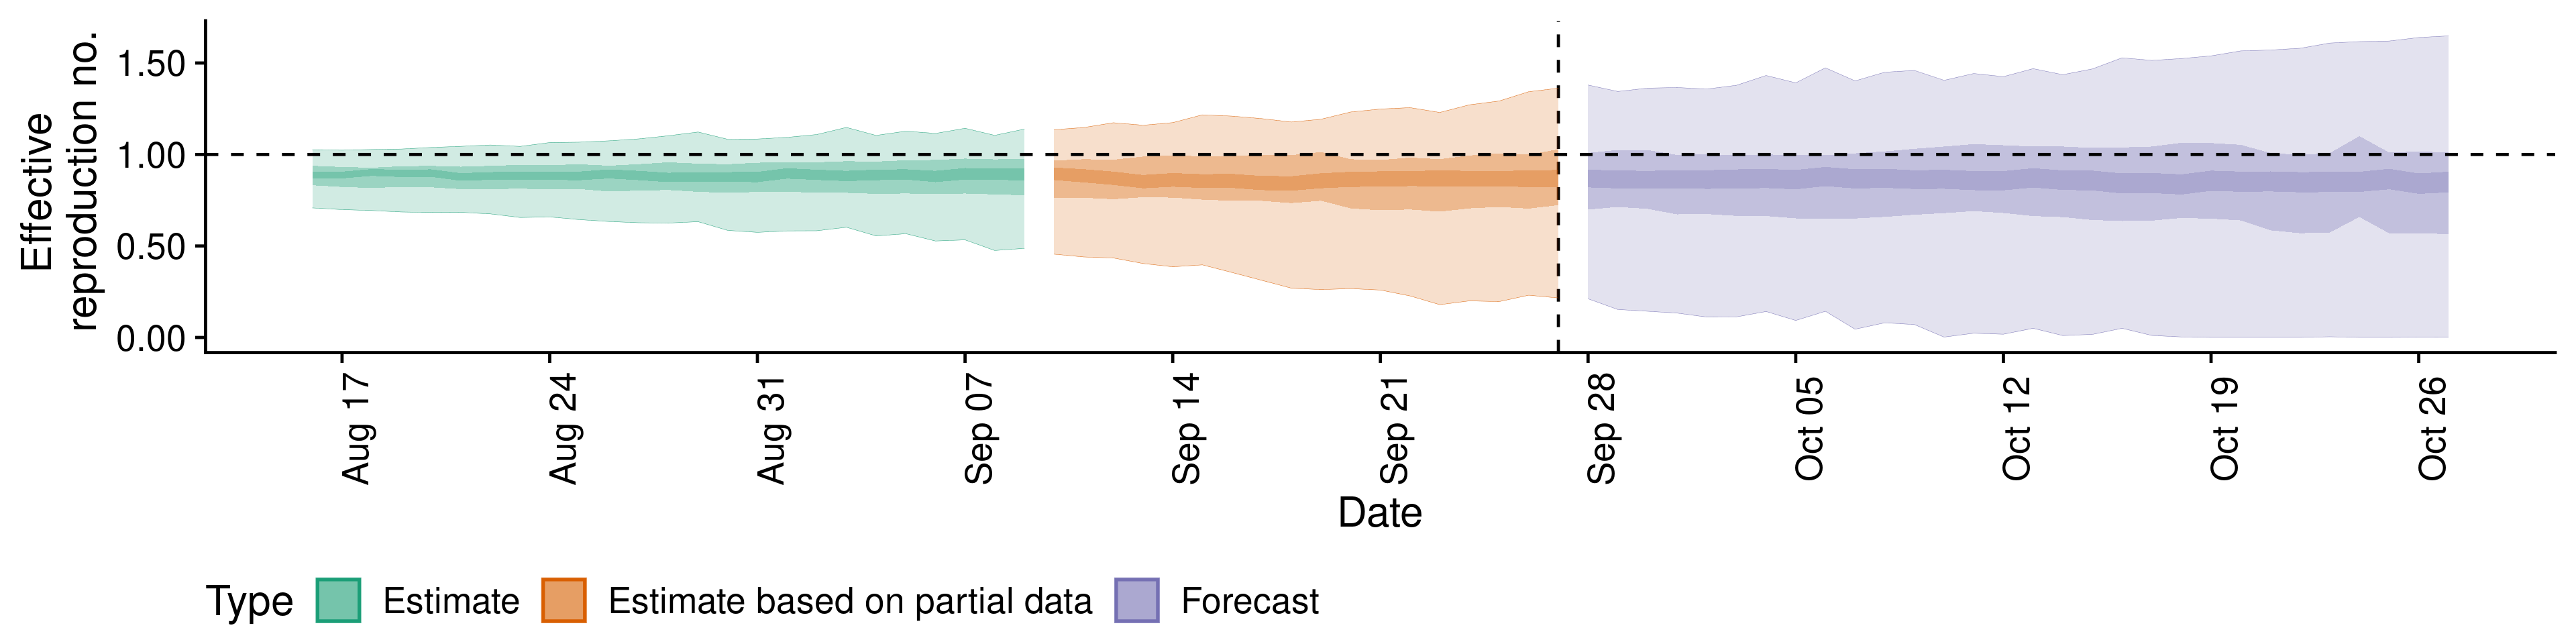 Effective
reproduction no.
1.50
1.00
0.50
0.00
Aug 17
Aug 24
Aug 31
Sep 07
Sep 14
Sep 21
Sep 28
Oct 05
Oct 12
Oct 19
Oct 26
Date
Type Estimate Estimate based on partial data Forecast